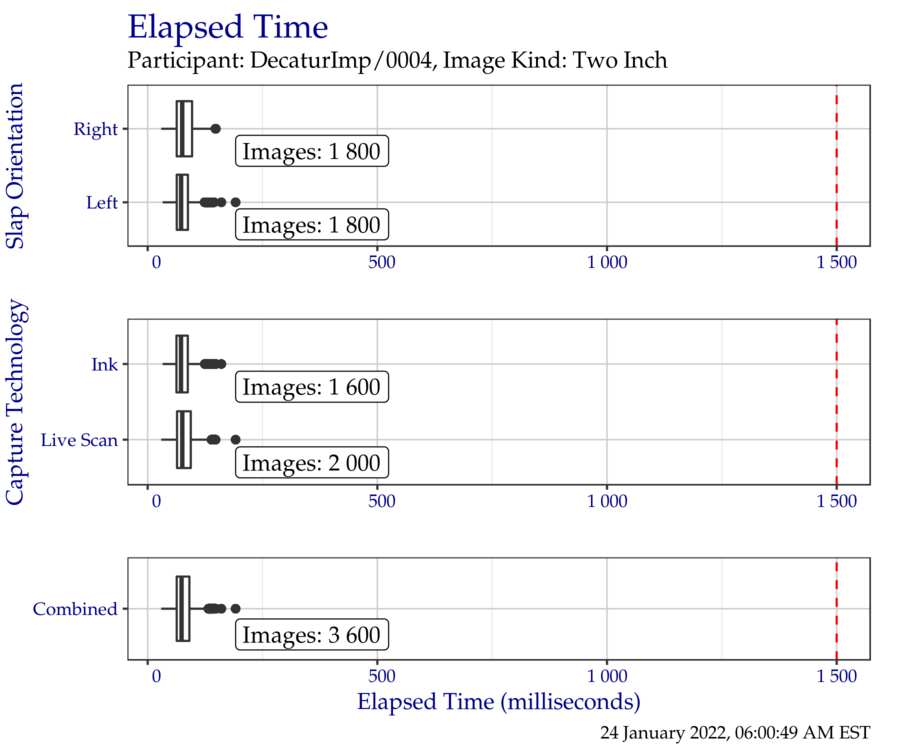 Elapsed Time
Participant: DecaturImp/0004, Image Kind: Two Inch
Slap Orientation
Right
Images: 1 800
Left
Images: 1 800
0 500 1 000 1 500
Capture Technology
Ink
Images: 1 600
Live Scan
Images: 2 000
0 500 1 000 1 500
Combined
Images: 3 600
0 500 1 000 1 500
Elapsed Time (milliseconds)
24 January 2022, 06:00:49 AM EST